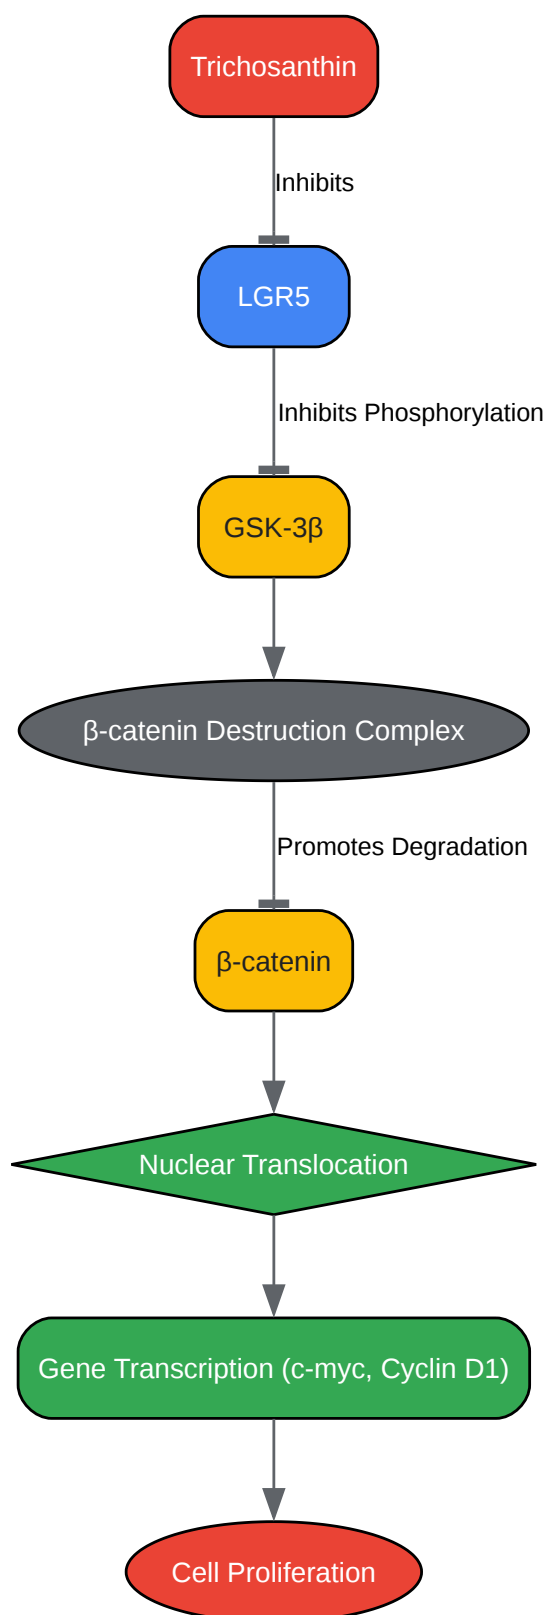 Trichosanthin
Inhibits
LGR5
Inhibits Phosphorylation
GSK-3β
β-catenin Destruction Complex
Promotes Degradation
β-catenin
Nuclear Translocation
Gene Transcription (c-myc, Cyclin D1)
Cell Proliferation